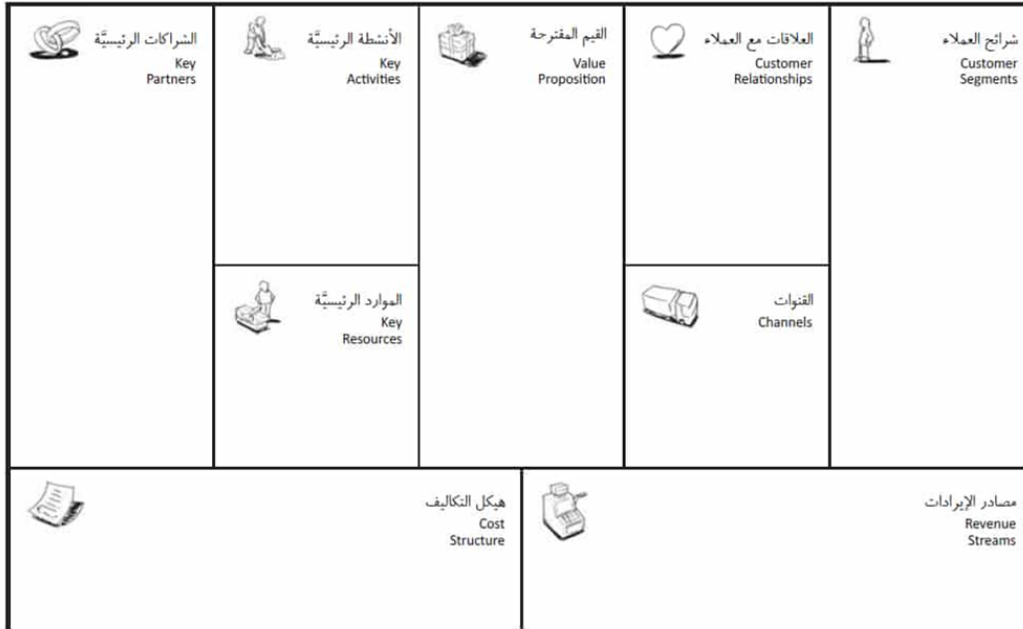 الشراكات الرئيسيَّة
Key
Partners
الأنشطة الرئيسيَّة
Key
Activities
القيم المقترحة
Value
Proposition
العلاقات مع العملاء
Customer
Relationships
شرائح العملاء
Customer
Segments
الموارد الرئيسيَّة
Key
Resources
القنوات
Channels
هيكل التكاليف
Cost
Structure
مصادر الإيرادات
Revenue
Streams